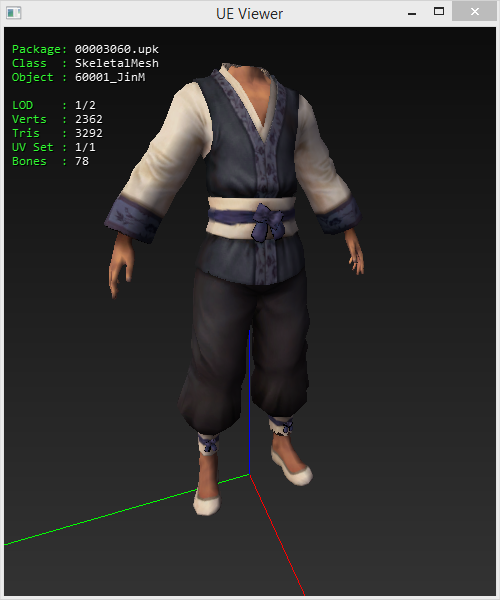 UE Viewer
Package: 00003060.upk
Class  : SkeletalMesh
Object : 60001_JinM
LOD    : 1/2
Verts  : 2362
Tris   : 3292
UV Set : 1/1
Bones  : 78